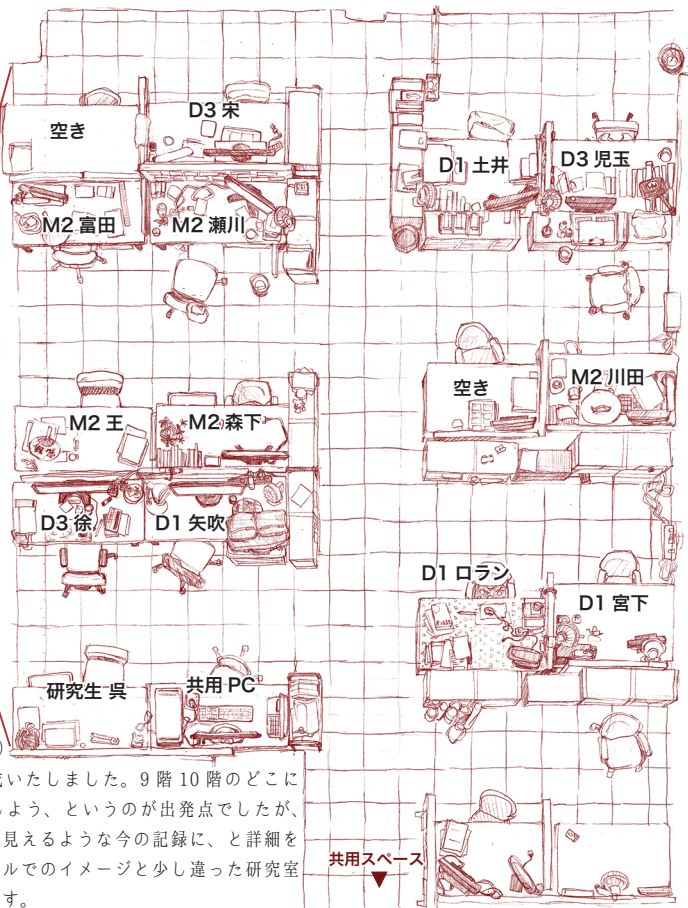 D3 宋
空き
M2 富田
M2 瀬川
D1 土井
D3 児玉
空き
M2 川田
M2 王
M2 森下
D3 徐
D1 矢吹
D1 ロラン
D1 宮下
研究生 呉
共用 PC
いたしました。9 階 10 階のどこに
よう、というのが出発点でしたが、
見えるような今の記録に、と詳細を
ルでのイメージと少し違った研究室
す。
共用スペース
▼